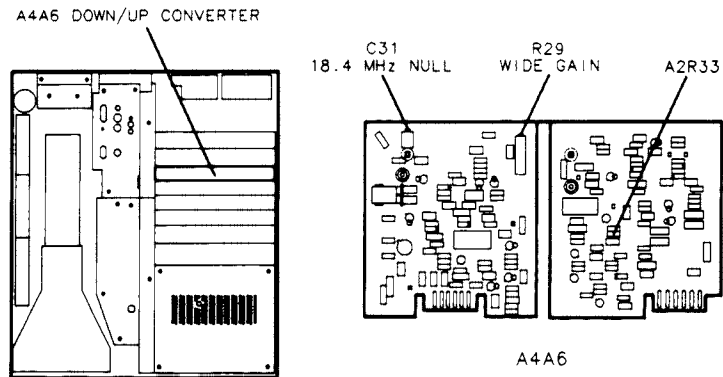 A4A6 DOWN/UP CONVERTER
C31
18.4 MHz NULL
R29
WIDE GAIN
A2R33
A4A6